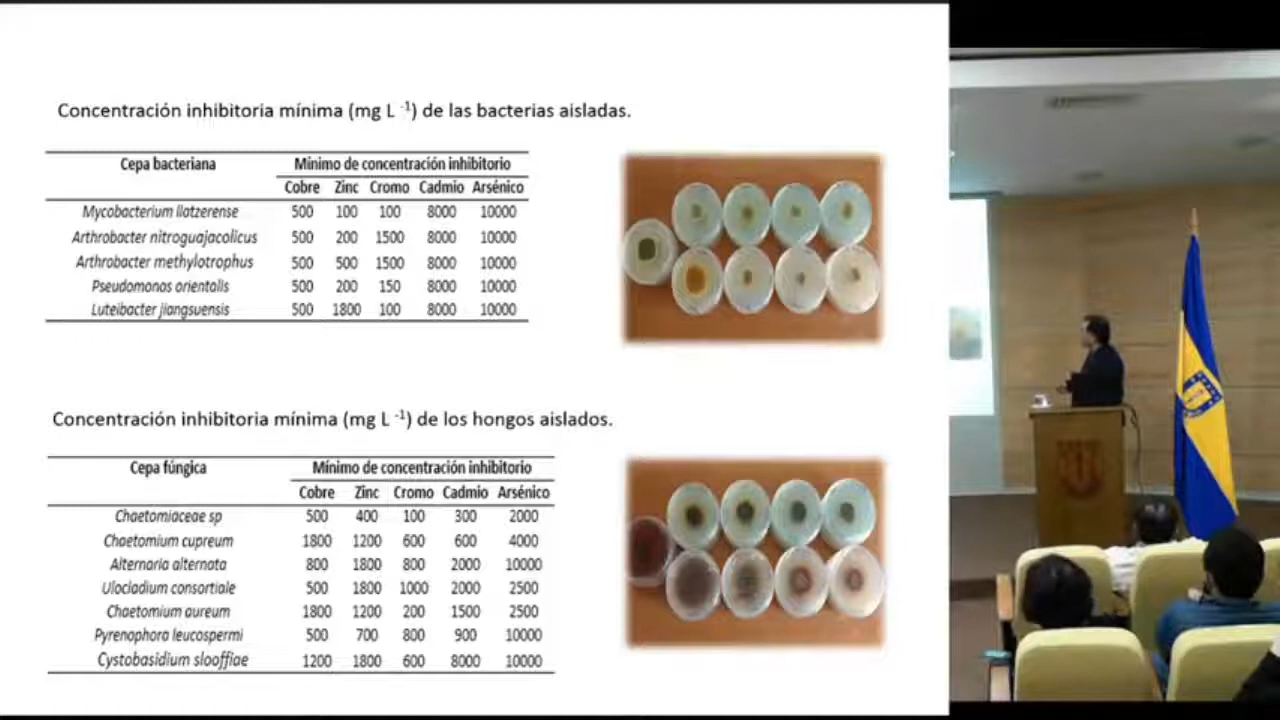 Concentración inhibitoria mínima (mg L -1) de las bacterias aisladas.
Cepa bacteriana Mínimo de concentración inhibitorio
Cobre Zinc Cromo Cadmio Arsénico
Mycobacterium llatzerense 500 100 100 8000 10000
Arthrobacter nitroguajacolicus 500 200 1500 8000 10000
Arthrobacter methylotrophus 500 500 1500 8000 10000
Pseudomonas orientalis 500 200 150 8000 10000
Luteibacter jiangsuensis 500 1800 100 8000 10000
Concentración inhibitoria mínima (mg L -1) de los hongos aislados.
Cepa fúngica Mínimo de concentración inhibitorio
Cobre Zinc Cromo Cadmio Arsénico
Chaetomiaceae sp 500 400 100 300 2000
Chaetomium cupreum 1800 1200 600 600 4000
Alternaria alternata 800 1800 800 2000 10000
Ulocladium consortiale 500 1800 1000 2000 2500
Chaetomium aureum 1800 1200 200 1500 2500
Pyrenophora leucospermi 500 700 800 900 10000
Cystobasidium slooffiae 1200 1800 600 8000 10000